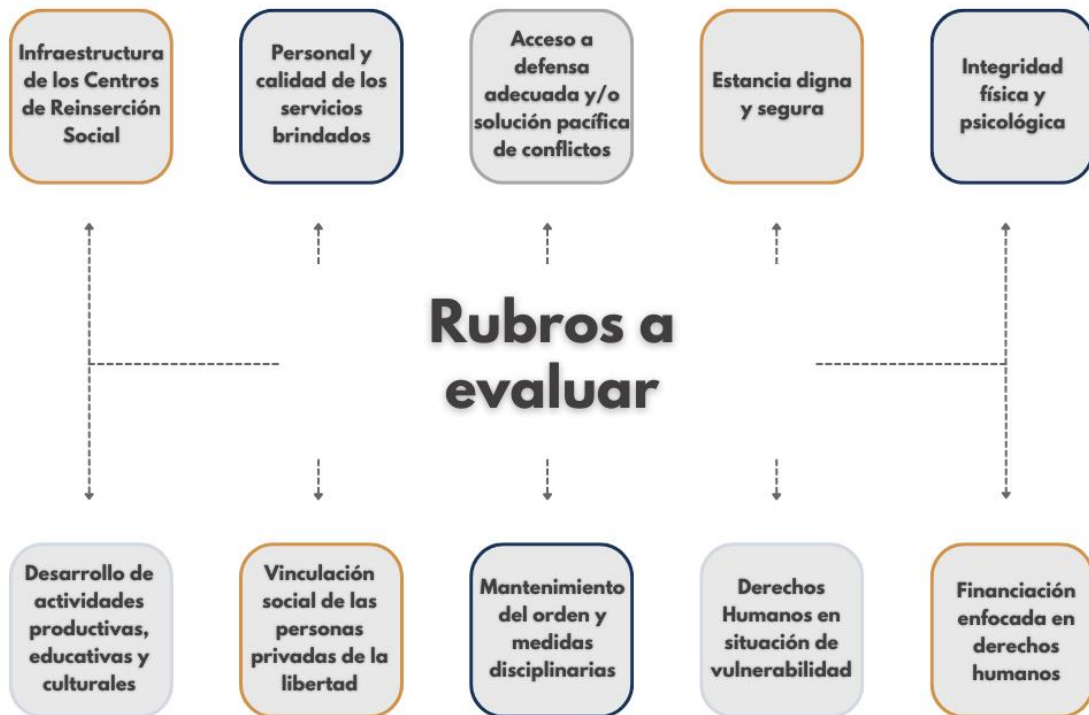 Infraestructura
de los Centros
de Reinserción
Social
Personal y
calidad de los
servicios
brindados
Acceso a
defensa
adecuada y/o
solución pacífica
de conflictos
Estancia digna
y segura
Integridad
física y
psicológica
Rubros a
evaluar
Desarrollo de
actividades
productivas,
educativas y
culturales
Vinculación
social de las
personas
privadas de la
libertad
Mantenimiento
del orden y
medidas
disciplinarias
Derechos
Humanos en
situación de
vulnerabilidad
Financiación
enfocada en
derechos
humanos